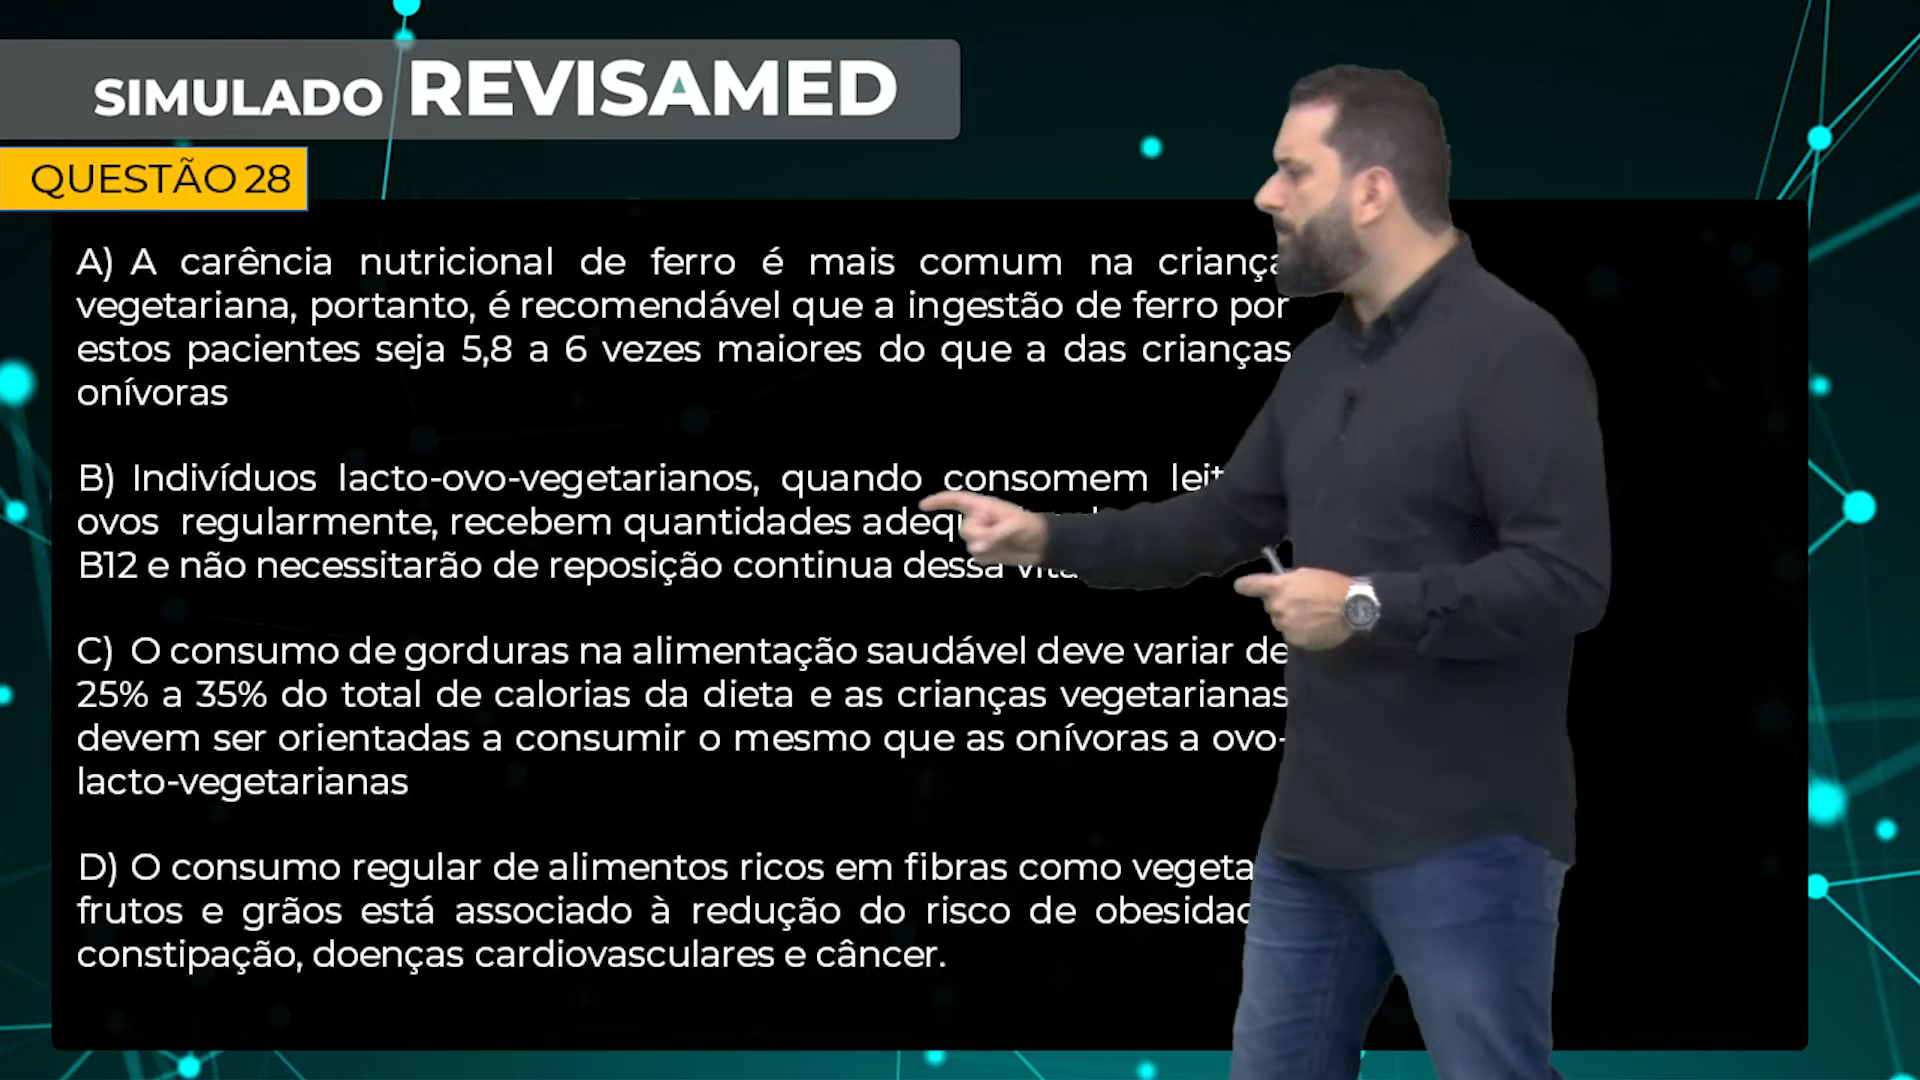 SIMULADO REVISAMED
QUESTÃO 28
A) A carência nutricional de ferro é mais comum na criança
vegetariana, portanto, é recomendável que a ingestão de ferro por
estos pacientes seja 5,8 a 6 vezes maiores do que a das crianças
onívoras
B) Indivíduos lacto-ovo-vegetarianos, quando consomem
ovos regularmente, recebem quantidades
B12 e não necessitarão de reposição continua dessa
C) O consumo de gorduras na alimentação saudável deve variar de
25% a 35% do total de calorias da dieta e as crianças vegetarianas
devem ser orientadas a consumir o mesmo que as onívoras a ovo-
lacto-vegetarianas
D) O consumo regular de alimentos ricos em fibras como
frutos e grãos está associado à redução do risco de
constipação, doenças cardiovasculares e câncer.